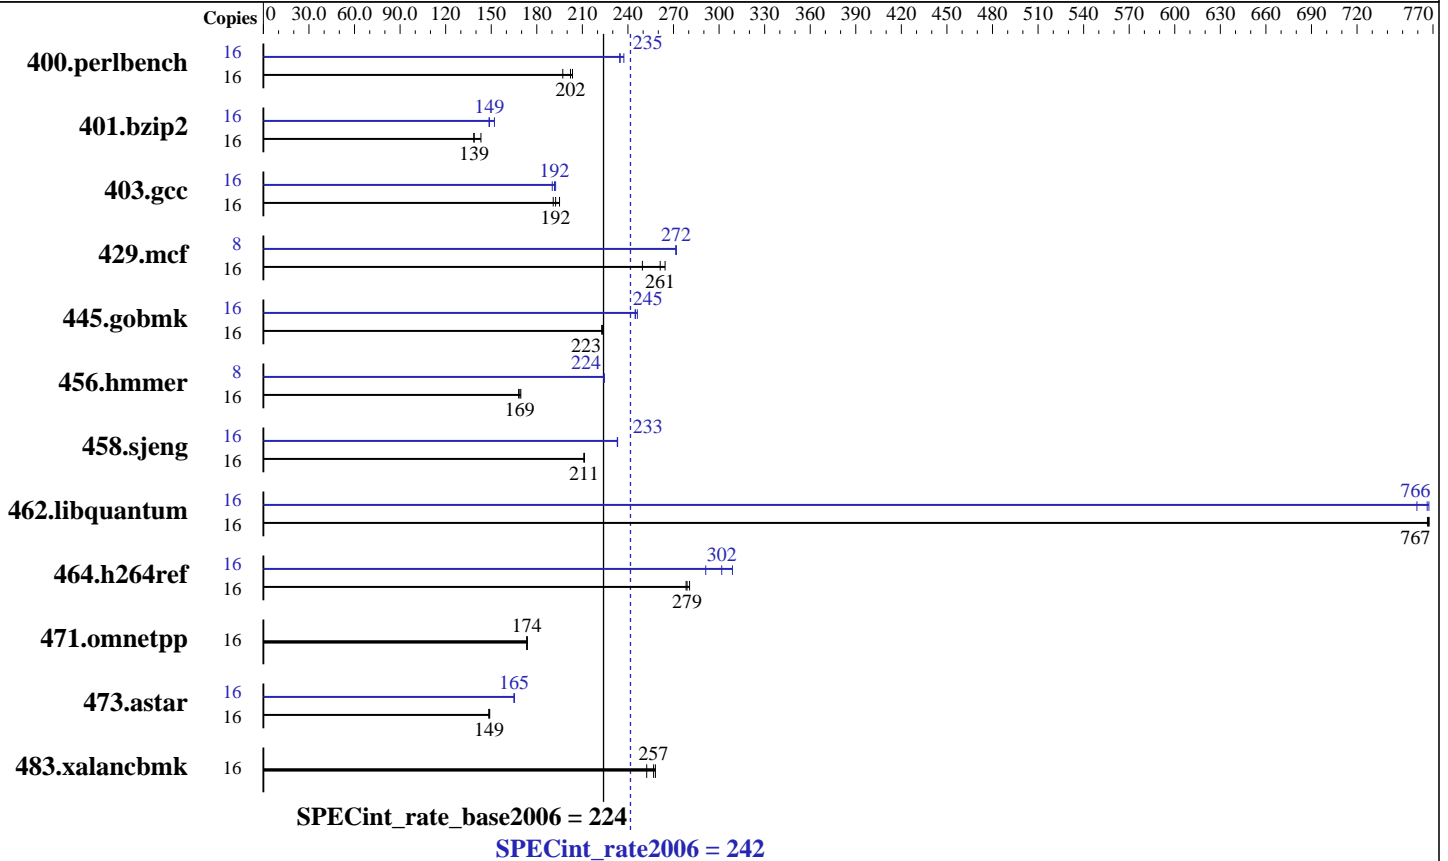 Copies 0 30.0 60.0 90.0 120 150 180 210 240 270 300 330 360 390 420 450 480 510 540 570 600 630 660 690 720 770
400.perlbench 16 235
16 202
401.bzip2 16 149
16 139
403.gcc 16 192
16 192
429.mcf 8 272
16 261
445.gobmk 16 245
16 223
456.hmmer 8 224
16 169
458.sjeng 16 233
16 211
462.libquantum 16 766
16 767
464.h264ref 16 302
16 279
471.omnetpp 16 174
473.astar 16 165
16 149
483.xalancbmk 16 257
SPECint_rate_base2006 = 224
SPECint_rate2006 = 242